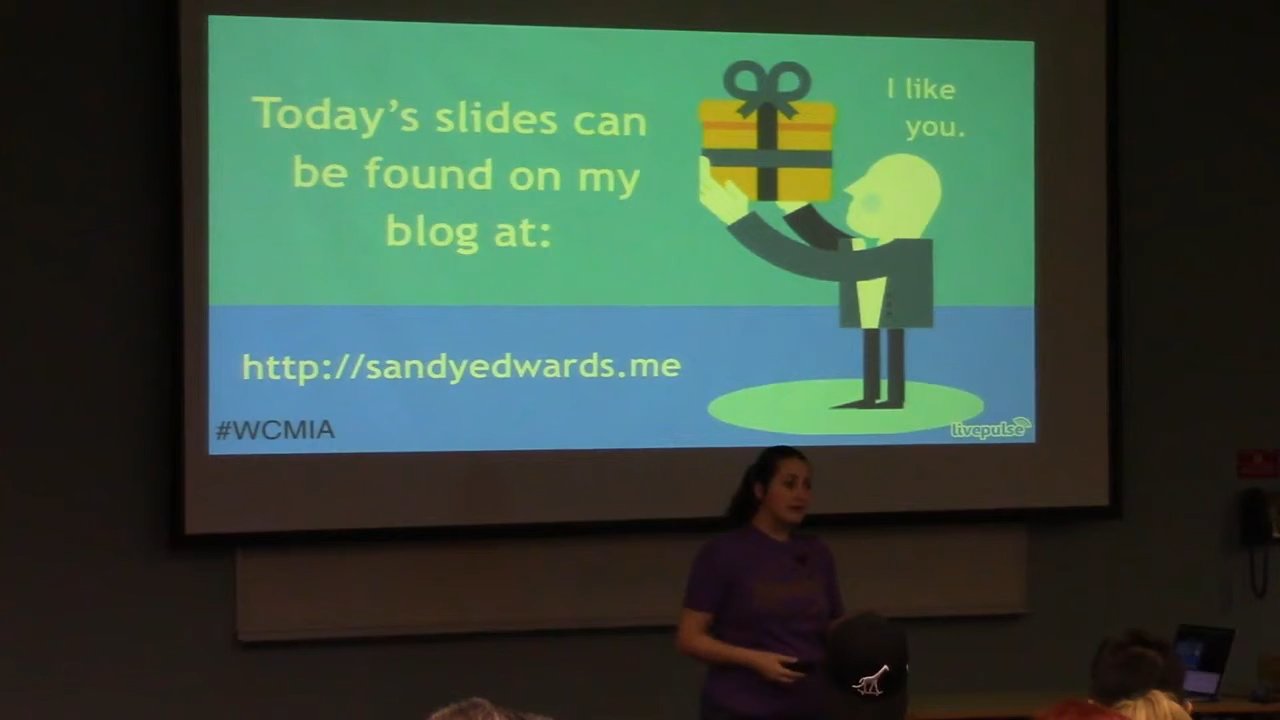 Today's slides can
be found on my
blog at:
I like
you.
http://sandyedwards.me
#WCMIA
livepulse